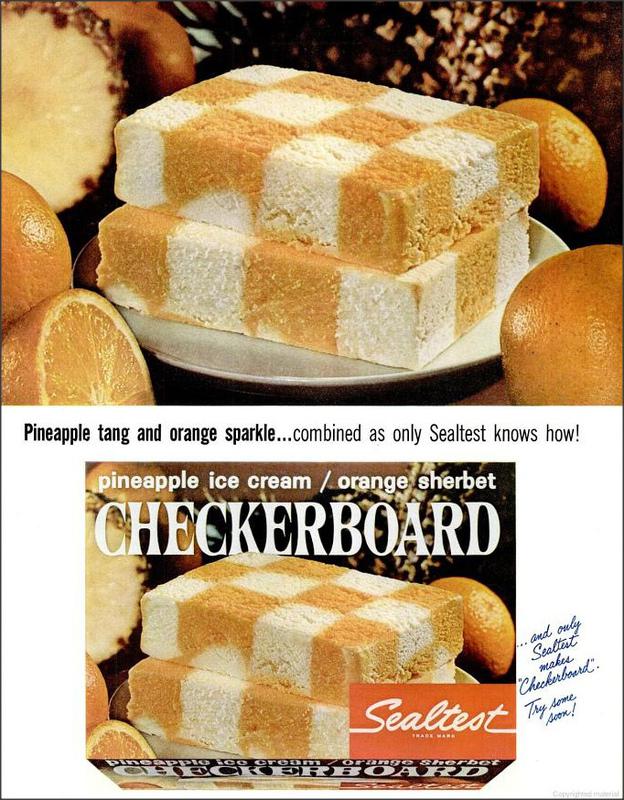 Pineapple tang and orange sparkle...combined as only Sealtest knows how!
pineapple ice cream / orange sherbet
CHECKERBOARD
...and only
Sealtest
makes
"Checkerboard".
Try some
soon!
Sealtest
TRADE MARK
pineapple ice cream / orange sherbet
CHECKERBOARD
Sealtest
Copyrighted material